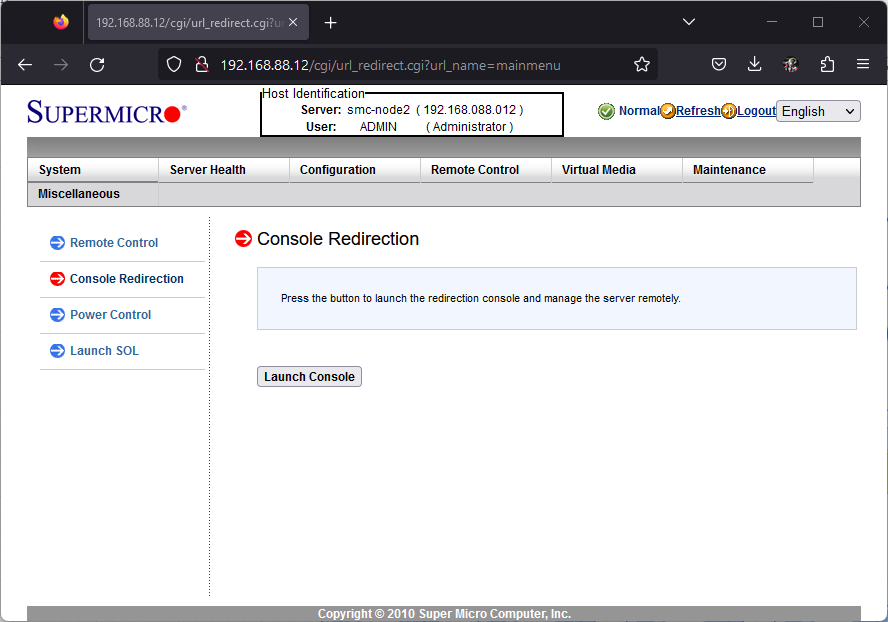 192.168.88.12/cgi/url_redirect.cgi?u
192.168.88.12/cgi/url_redirect.cgi?url_name=mainmenu
SUPERMICRO®
Host Identification
Server: smc-node2 ( 192.168.088.012 )
User: ADMIN ( Administrator )
Normal Refresh Logout English
System Server Health Configuration Remote Control Virtual Media Maintenance
Miscellaneous
Remote Control
Console Redirection
Power Control
Launch SOL
Console Redirection
Press the button to launch the redirection console and manage the server remotely.
Launch Console
Copyright © 2010 Super Micro Computer, Inc.